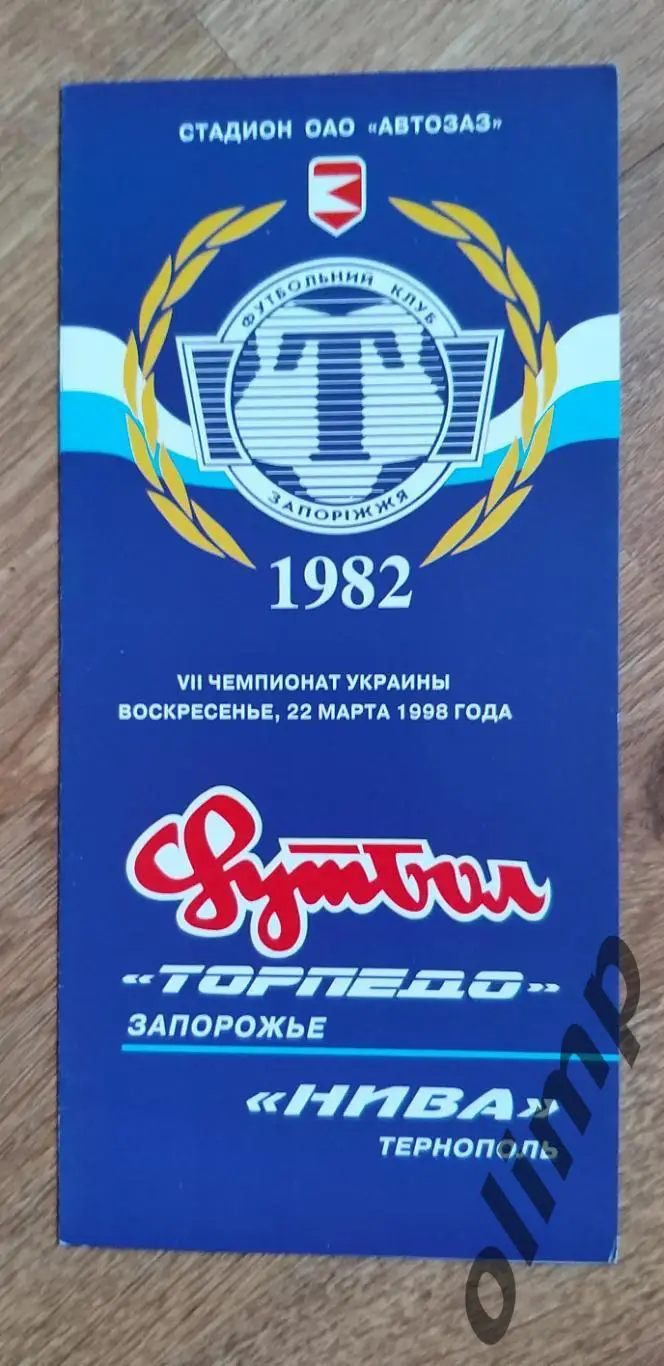 СТАДИОН ОАО «АВТОЗАЗ»
ФУТБОЛЬНИЙ КЛУБ
Т
ЗАПОРІЖЖЯ
1982
VII ЧЕМПИОНАТ УКРАИНЫ
ВОСКРЕСЕНЬЕ, 22 МАРТА 1998 ГОДА
Футбол
«ТОРПЕДО»
ЗАПОРОЖЬЕ
«НИВА»
ТЕРНОПОЛЬ
olimp